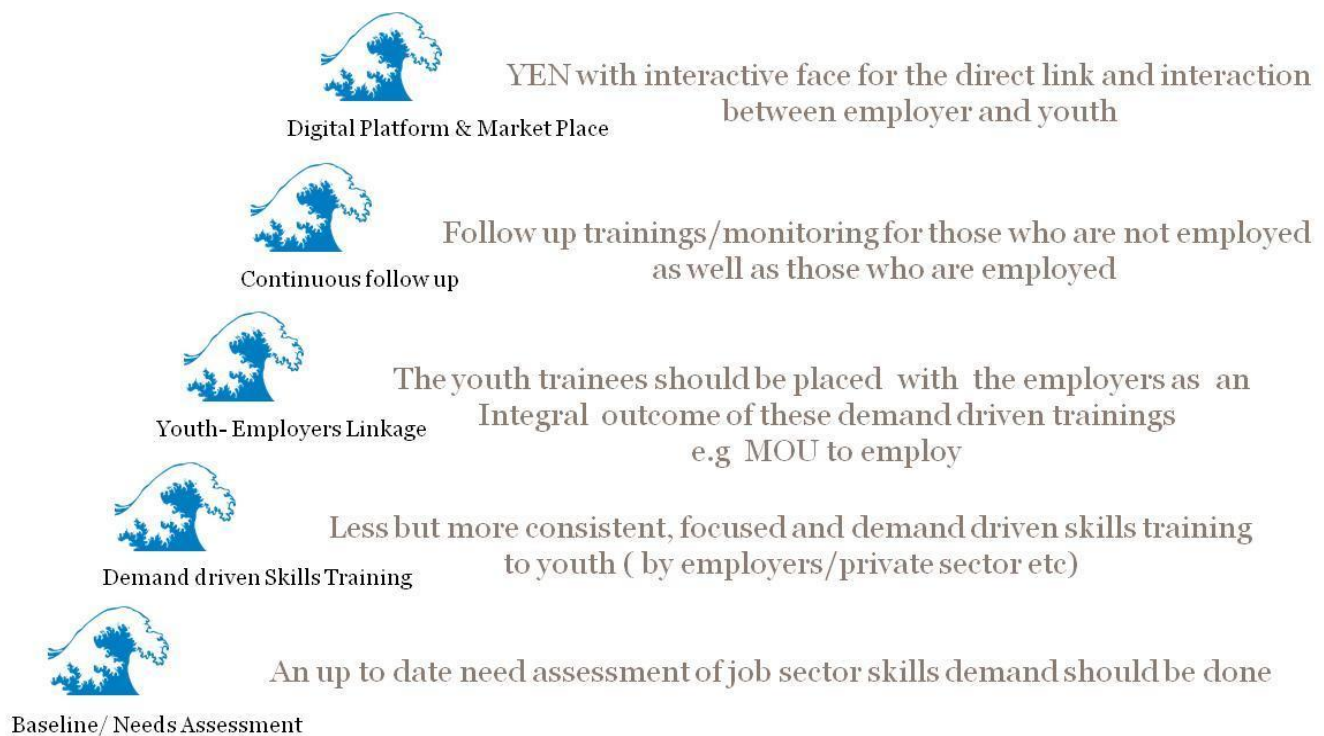 YEN with interactive face for the direct link and interaction
between employer and youth
Digital Platform & Market Place
Follow up trainings/monitoring for those who are not employed
as well as those who are employed
Continuous follow up
The youth trainees should be placed with the employers as an
Integral outcome of these demand driven trainings
e.g MOU to employ
Youth- Employers Linkage
Less but more consistent, focused and demand driven skills training
to youth ( by employers/private sector etc)
Demand driven Skills Training
An up to date need assessment of job sector skills demand should be done
Baseline/ Needs Assessment